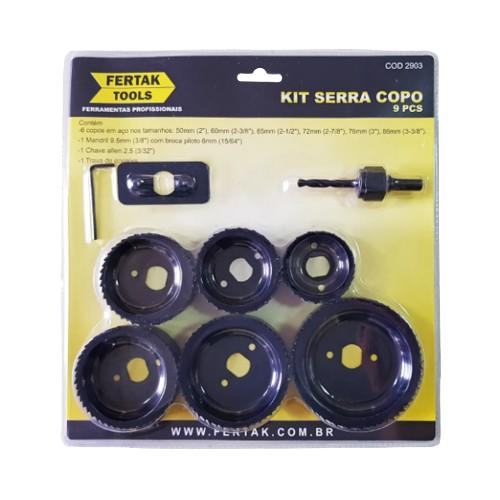 COD 2903
FERTAK
TOOLS
FERRAMENTAS PROFISSIONAIS
KIT SERRA COPO
9 PCS
Contém:
-6 copos em aço nos tamanhos: 50mm (2"), 60mm (2-3/8"), 65mm (2-1/2"), 72mm (2-7/8"), 76mm (3"), 86mm (3-3/8")
-1 Mandril 9.5mm (3/8") com broca piloto 6mm (15/64")
-1 Chave allen 2,5 (3/32")
-1 Trava de
WWW.FERTAK.COM.BR